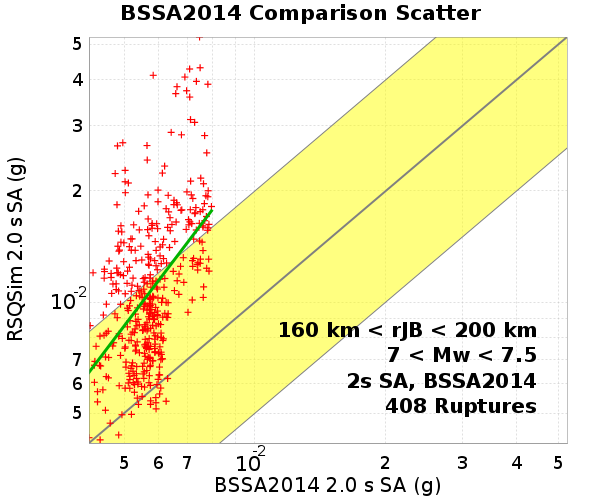 BSSA2014 Comparison Scatter
RSQSim 2.0 s SA (g)
5
4
3
2
10-2
7
6
5
160 km < rJB < 200 km
7 < Mw < 7.5
2s SA, BSSA2014
408 Ruptures
5 6 7 10-2 2 3 4 5
BSSA2014 2.0 s SA (g)